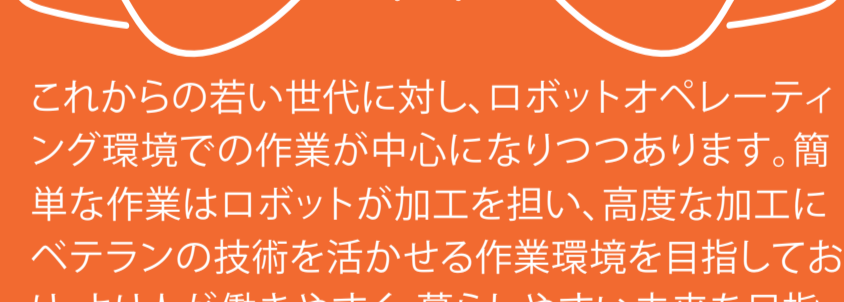 これからの若い世代に対し、ロボットオペレーティ
ング環境での作業が中心になりつつあります。簡
単な作業はロボットが加工を担い、高度な加工に
ベテランの技術を活かせる作業環境を目指してお